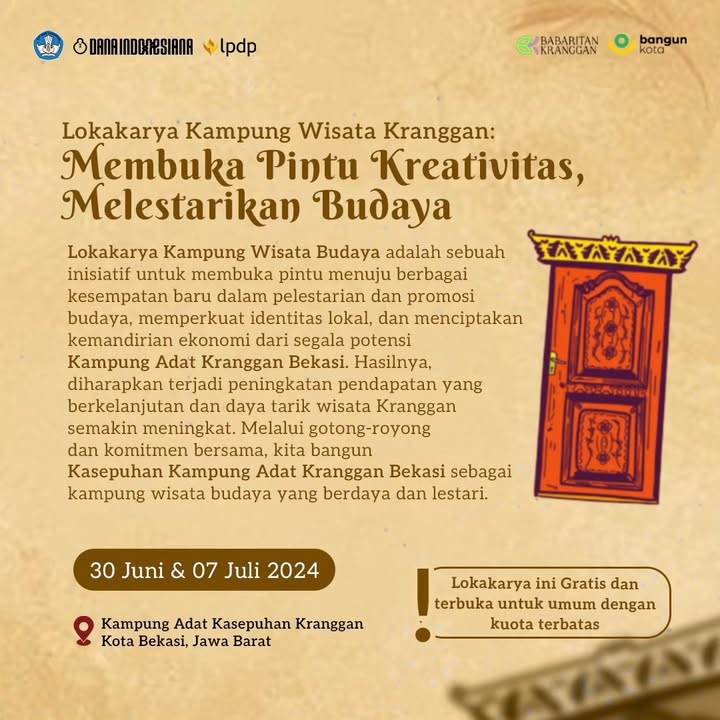 DANA INDONESIANA
lpdp
BABARITAN
KRANGGAN
bangun
kota
Lokakarya Kampung Wisata Kranggan:
Membuka Pintu Kreativitas,
Melestarikan Budaya
Lokakarya Kampung Wisata Budaya adalah sebuah
inisiatif untuk membuka pintu menuju berbagai
kesempatan baru dalam pelestarian dan promosi
budaya, memperkuat identitas lokal, dan menciptakan
kemandirian ekonomi dari segala potensi
Kampung Adat Kranggan Bekasi. Hasilnya,
diharapkan terjadi peningkatan pendapatan yang
berkelanjutan dan daya tarik wisata Kranggan
semakin meningkat. Melalui gotong-royong
dan komitmen bersama, kita bangun
Kasepuhan Kampung Adat Kranggan Bekasi sebagai
kampung wisata budaya yang berdaya dan lestari.
30 Juni & 07 Juli 2024
Kampung Adat Kasepuhan Kranggan
Kota Bekasi, Jawa Barat
! Lokakarya ini Gratis dan
terbuka untuk umum dengan
kuota terbatas